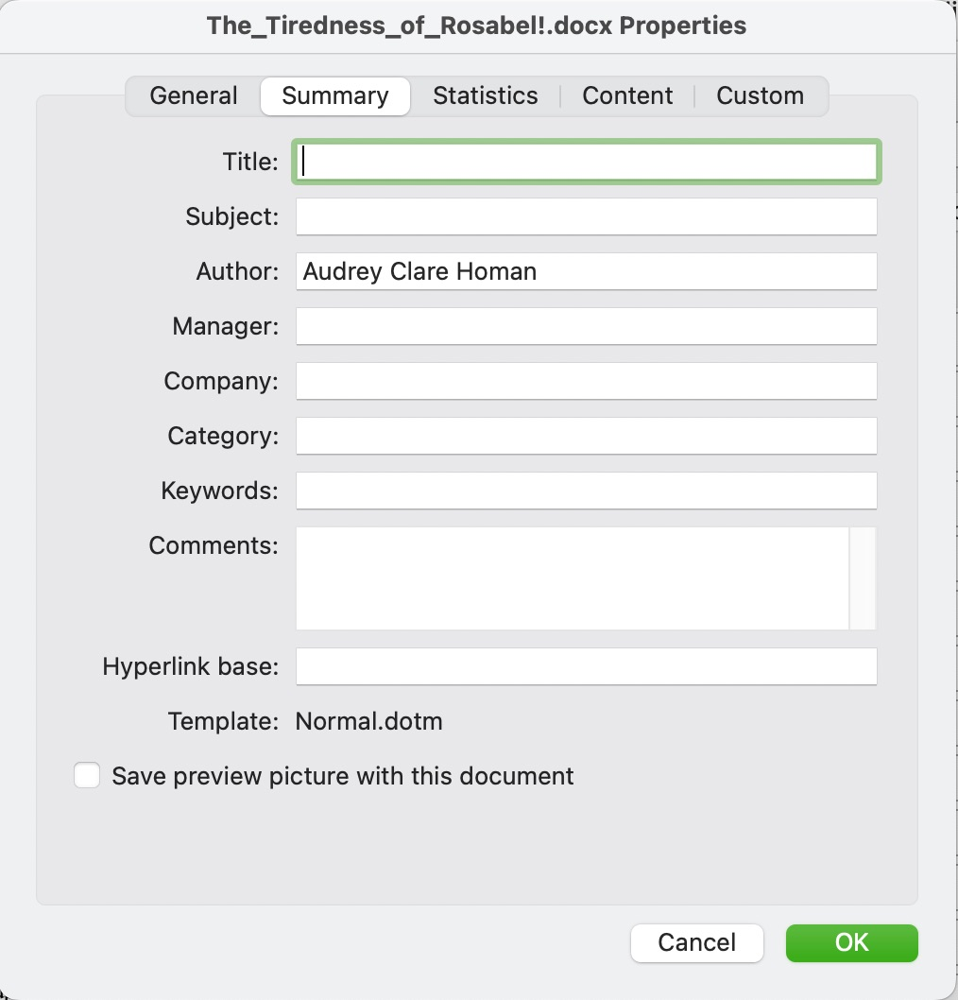 The_Tiredness_of_Rosabel!.docx Properties
General Summary Statistics Content Custom
Title:
Subject:
Author: Audrey Clare Homan
Manager:
Company:
Category:
Keywords:
Comments:
Hyperlink base:
Template: Normal.dotm
Save preview picture with this document
Cancel OK